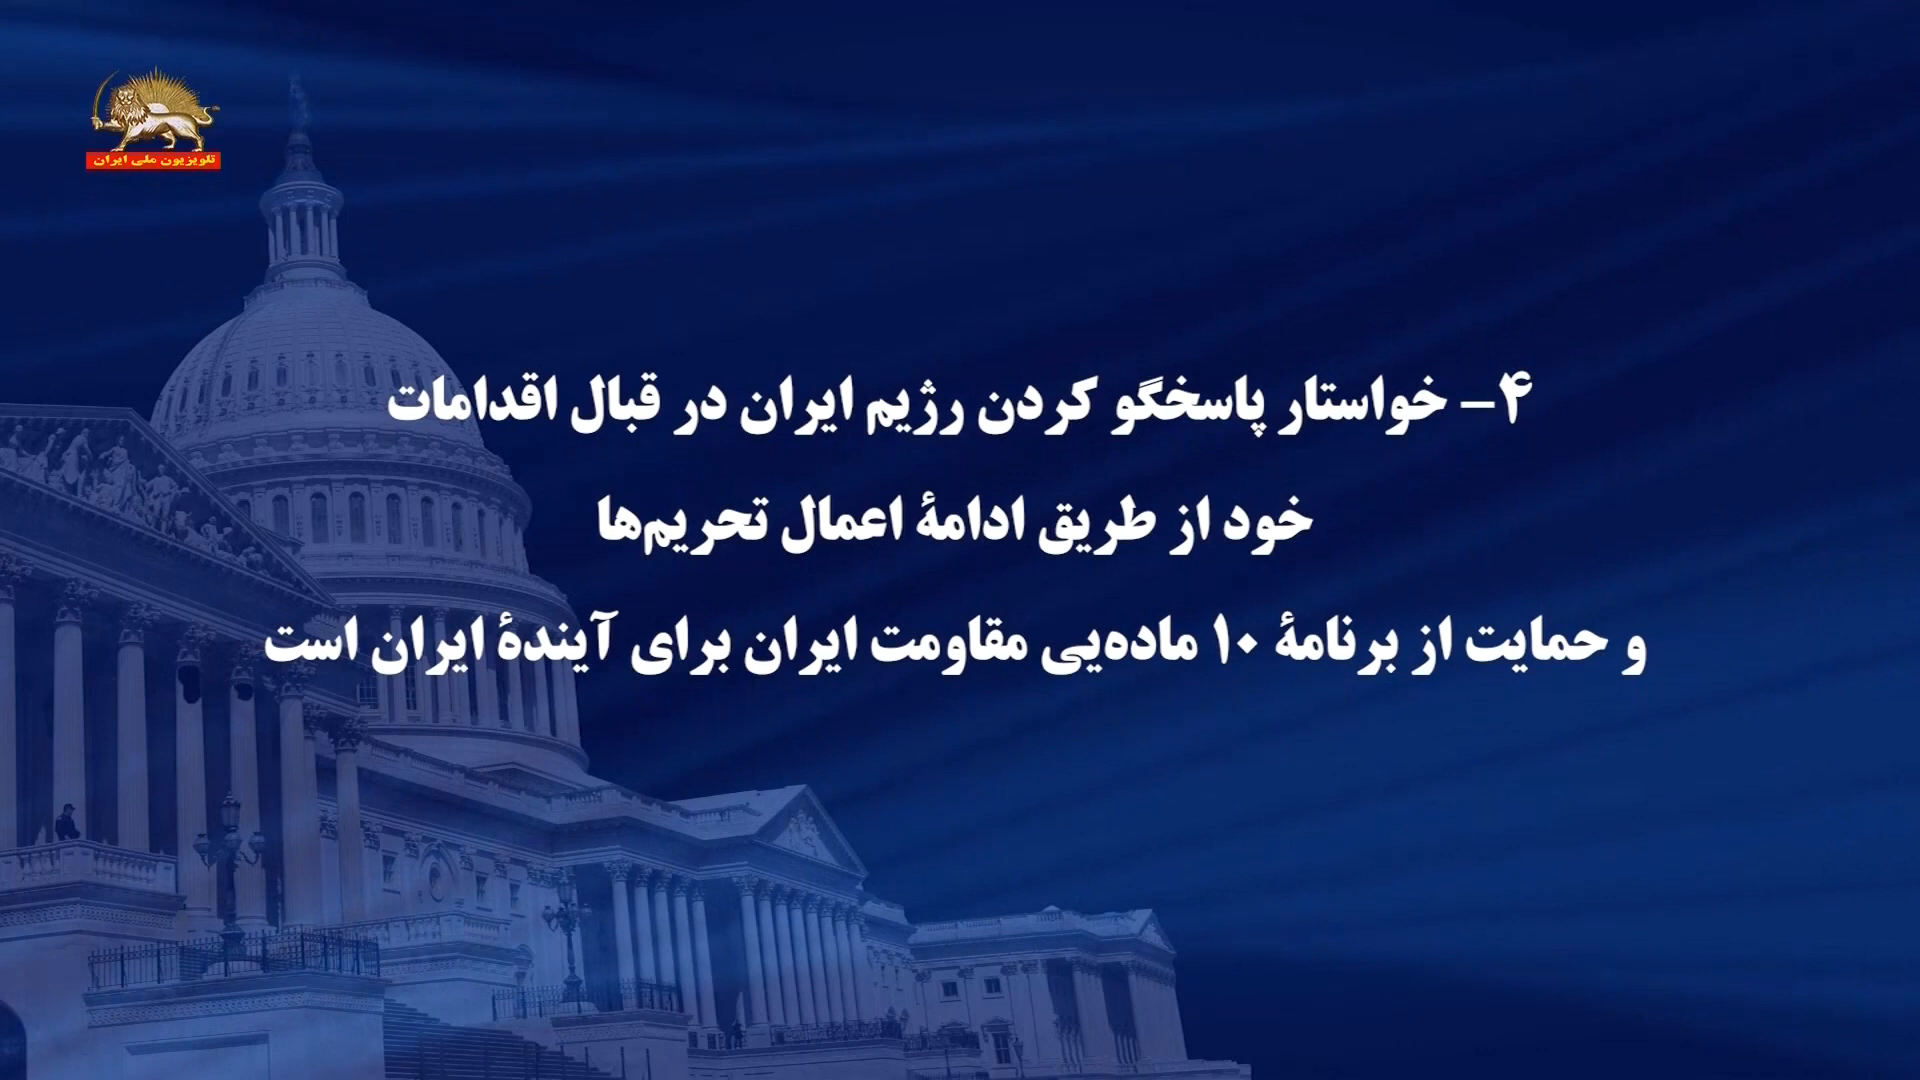 تلویزیون ملی ایران
۴- خواستار پاسخگو کردن رژیم ایران در قبال اقدامات
خود از طریق ادامهٔ اعمال تحریم‌ها
و حمایت از برنامهٔ ۱۰ ماده‌یی مقاومت ایران برای آیندهٔ ایران است